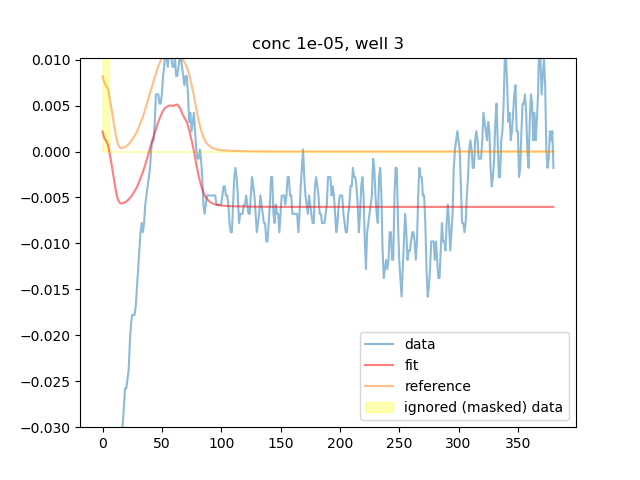 conc 1e-05, well 3
0.010
0.005
0.000
−0.005
−0.010
−0.015
−0.020
−0.025
−0.030
0 50 100 150 200 250 300 350
data
fit
reference
ignored (masked) data